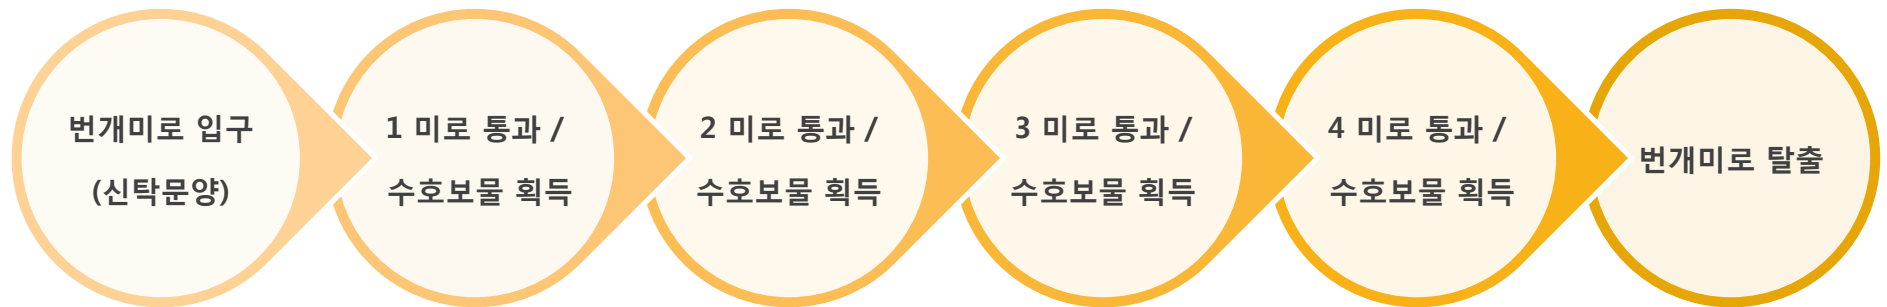 번개미로 입구
(신탁문양)
1 미로 통과 /
수호보물 획득
2 미로 통과 /
수호보물 획득
3 미로 통과 /
수호보물 획득
4 미로 통과 /
수호보물 획득
번개미로 탈출